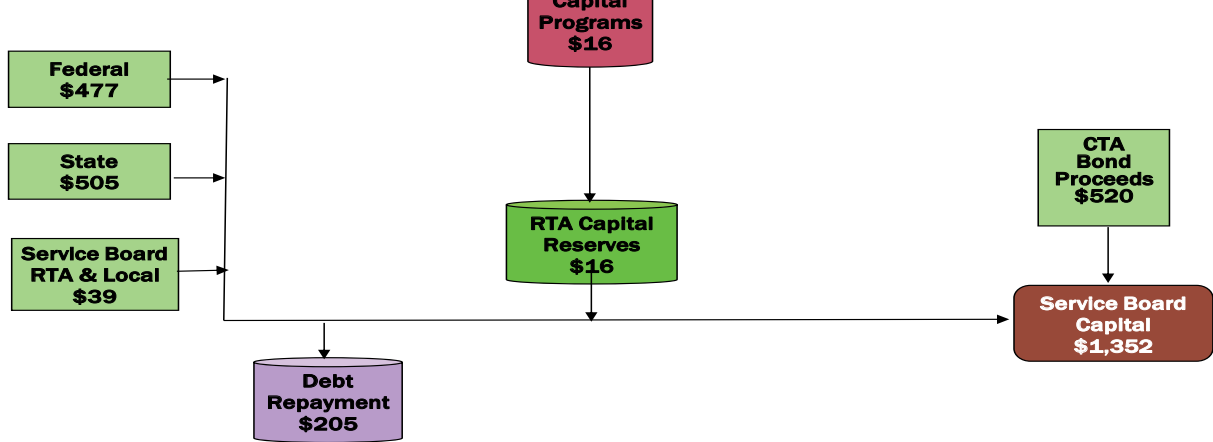 Capital
Programs
$16
Federal
$477
State
$505
Service Board
RTA & Local
$39
RTA Capital
Reserves
$16
CTA
Bond
Proceeds
$520
Service Board
Capital
$1,352
Debt
Repayment
$205